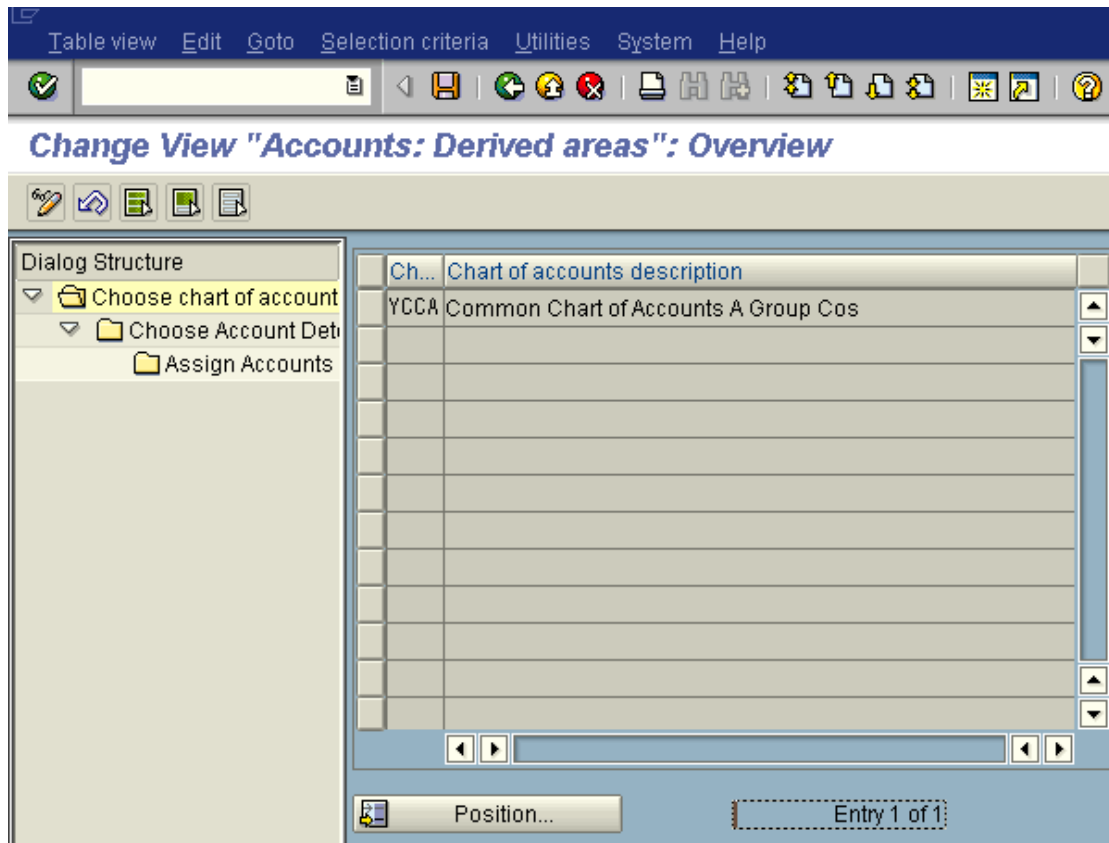 Table view Edit Goto Selection criteria Utilities System Help
Change View "Accounts: Derived areas": Overview
Dialog Structure
Choose chart of account
Choose Account Det
Assign Accounts
Ch... Chart of accounts description
YCCA Common Chart of Accounts A Group Cos
Position...
Entry 1 of 1